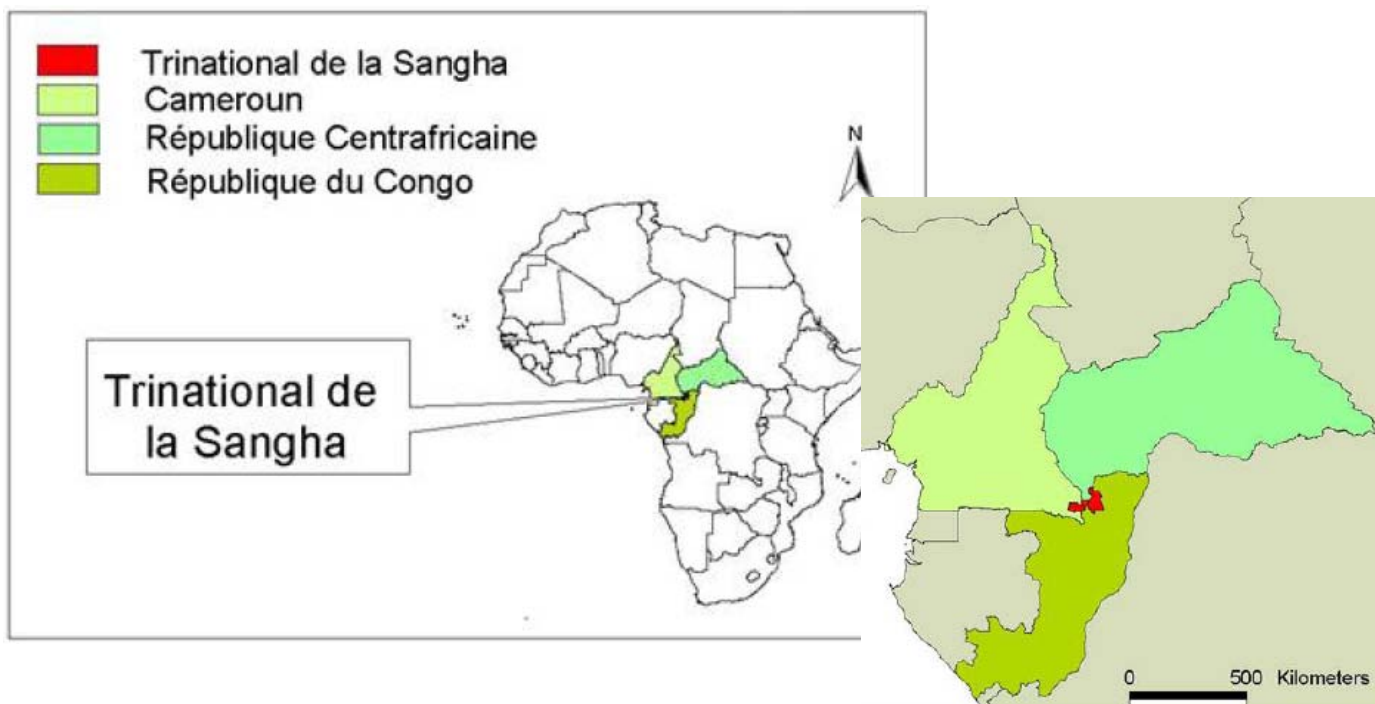 Trinational de la Sangha
Cameroun
République Centrafricaine
République du Congo
N
Trinational de
la Sangha
0 500 Kilometers